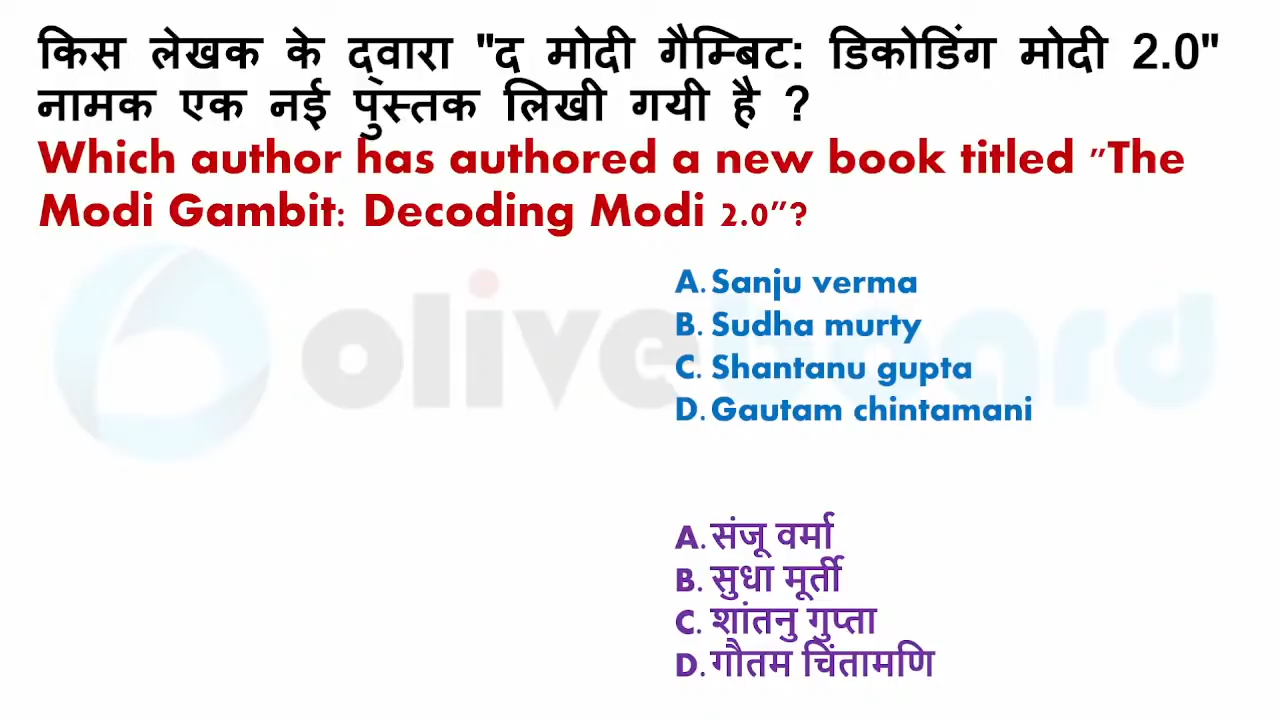 किस लेखक के द्वारा "द मोदी गैम्बिट: डिकोडिंग मोदी 2.0"
नामक एक नई पुस्तक लिखी गयी है ?
Which author has authored a new book titled "The
Modi Gambit: Decoding Modi 2.0"?
oliveboard
A. Sanju verma
B. Sudha murty
C. Shantanu gupta
D. Gautam chintamani
A. संजू वर्मा
B. सुधा मूर्ती
C. शांतनु गुप्ता
D. गौतम चिंतामणि